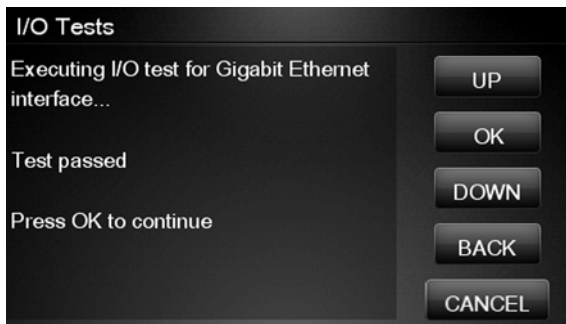 I/O Tests
Executing I/O test for Gigabit Ethernet
interface...
Test passed
Press OK to continue
UP
OK
DOWN
BACK
CANCEL